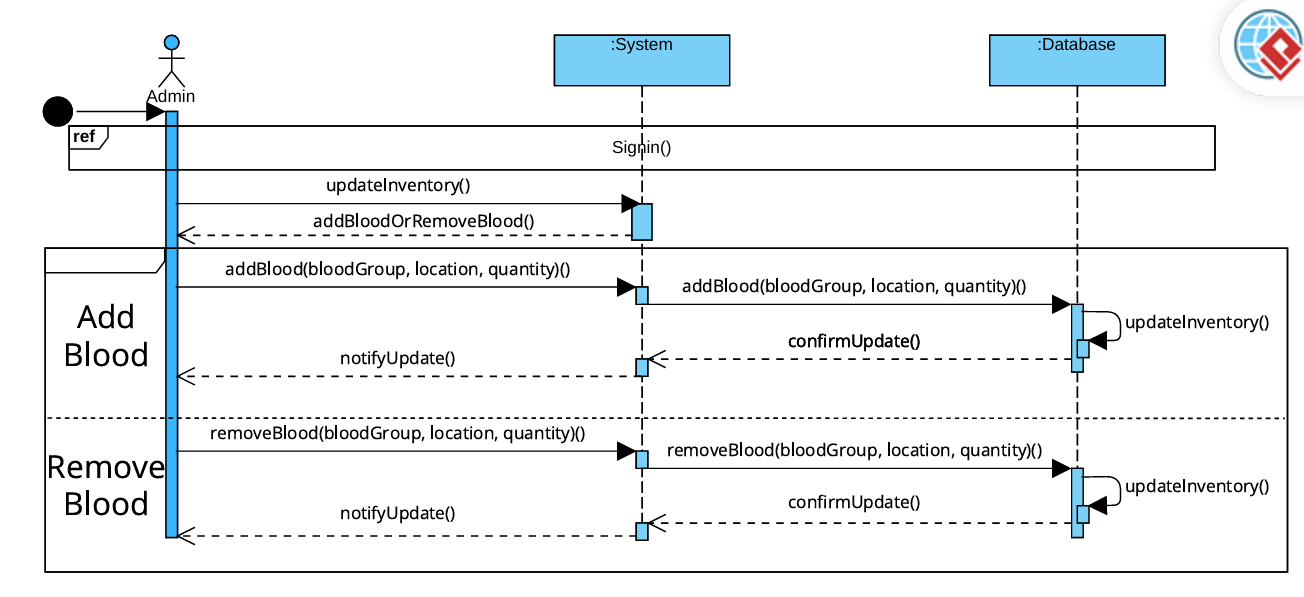 :System
:Database
Admin
ref
Signin()
updateInventory()
addBloodOrRemoveBlood()
addBlood(bloodGroup, location, quantity)()
addBlood(bloodGroup, location, quantity)()
Add
Blood
updateInventory()
confirmUpdate()
notifyUpdate()
removeBlood(bloodGroup, location, quantity)()
removeBlood(bloodGroup, location, quantity)()
Remove
Blood
updateInventory()
confirmUpdate()
notifyUpdate()